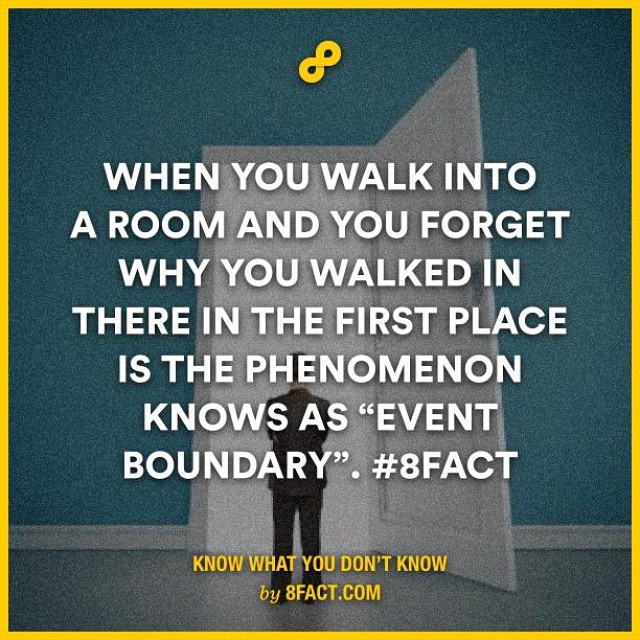 WHEN YOU WALK INTO
A ROOM AND YOU FORGET
WHY YOU WALKED IN
THERE IN THE FIRST PLACE
IS THE PHENOMENON
KNOWS AS “EVENT
BOUNDARY”. #8FACT
KNOW WHAT YOU DON’T KNOW
by 8FACT.COM